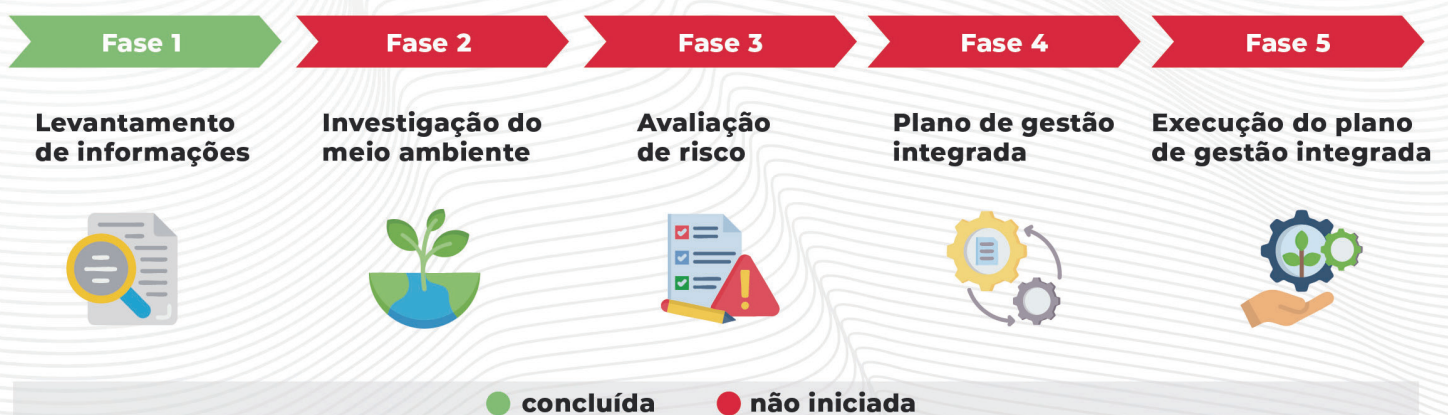 Fase 1
Fase 2
Fase 3
Fase 4
Fase 5
Levantamento
de informações
Investigação do
meio ambiente
Avaliação
de risco
Plano de gestão
integrada
Execução do plano
de gestão integrada
concluída
não iniciada